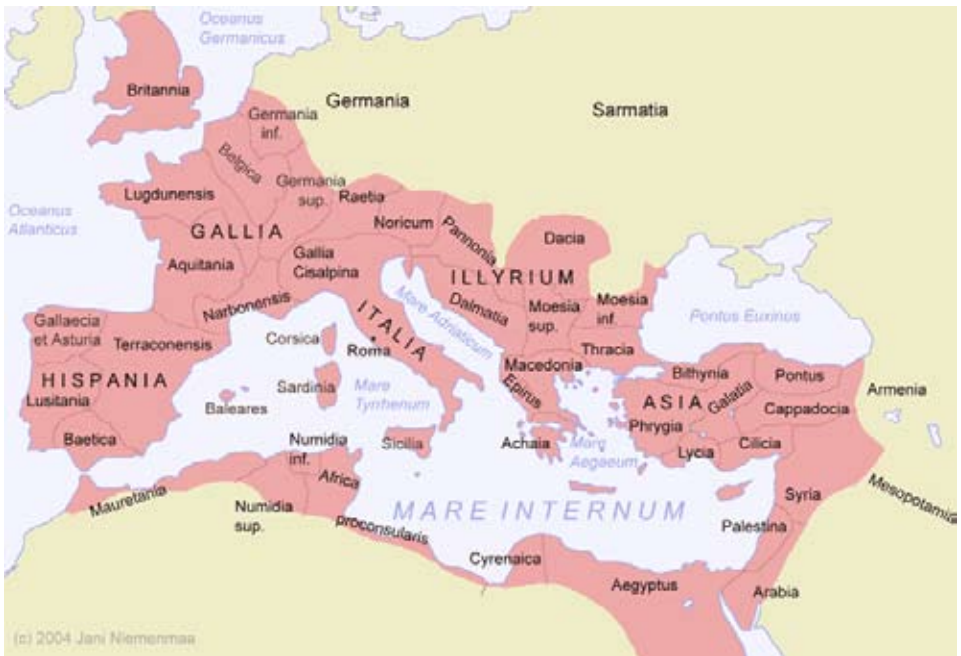 Oceanus
Germanicus
Britannia
Germania
Sarmatia
Germania
inf.
Belgica
Germania
sup.
Lugdunensis
Raetia
Oceanus
Atlanticus
GALLIA
Noricum
Pannonia
Dacia
Aquitania
Gallia
Cisalpina
ILLYRIUM
Narbonensis
Mare Adriaticum
Dalmatia
Moesia
sup.
Moesia
inf.
Pontus Euxinus
Gallaecia
et Asturia
Terraconensis
Corsica
ITALIA
Roma
Thracia
Macedonia
Bithynia
Pontus
Armenia
HISPANIA
Lusitania
Baleares
Sardinia
Mare
Tyrrhenum
Epirus
ASIA
Galatia
Cappadocia
Phrygia
Baetica
Numidia
inf.
Sicilia
Achaia
Mare
Aegaeum
Lycia
Cilicia
Mauretania
Africa
proconsularis
Numidia
sup.
MARE INTERNUM
Syria
Mesopotamia
Palestina
Cyrenaica
Aegyptus
Arabia
(c) 2004 Jani Niemenmaa